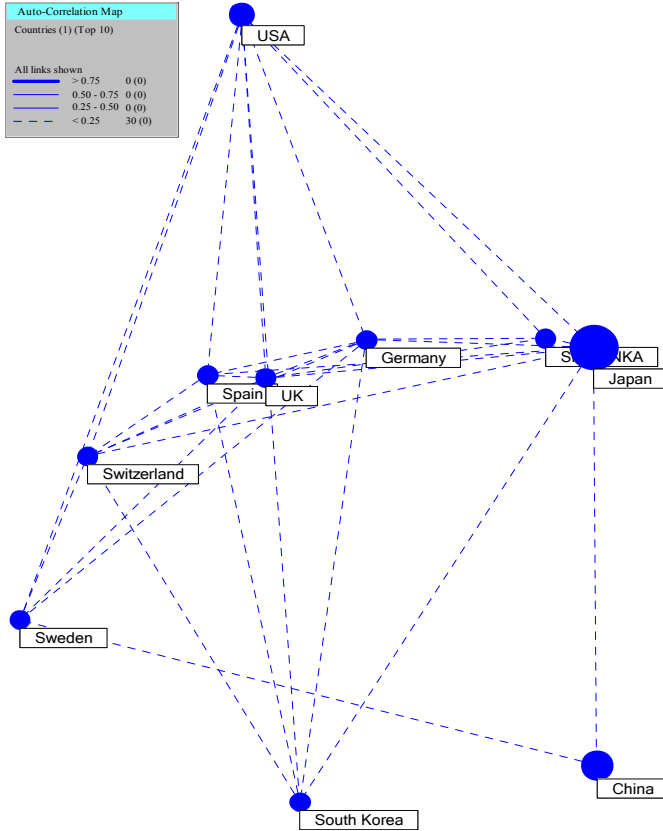 Auto-Correlation Map
Countries (1) (Top 10)
All links shown
> 0.75 0 (0)
0.50 - 0.75 0 (0)
0.25 - 0.50 0 (0)
< 0.25 30 (0)
USA
Germany
Japan
Spain
UK
Switzerland
Sweden
China
South Korea